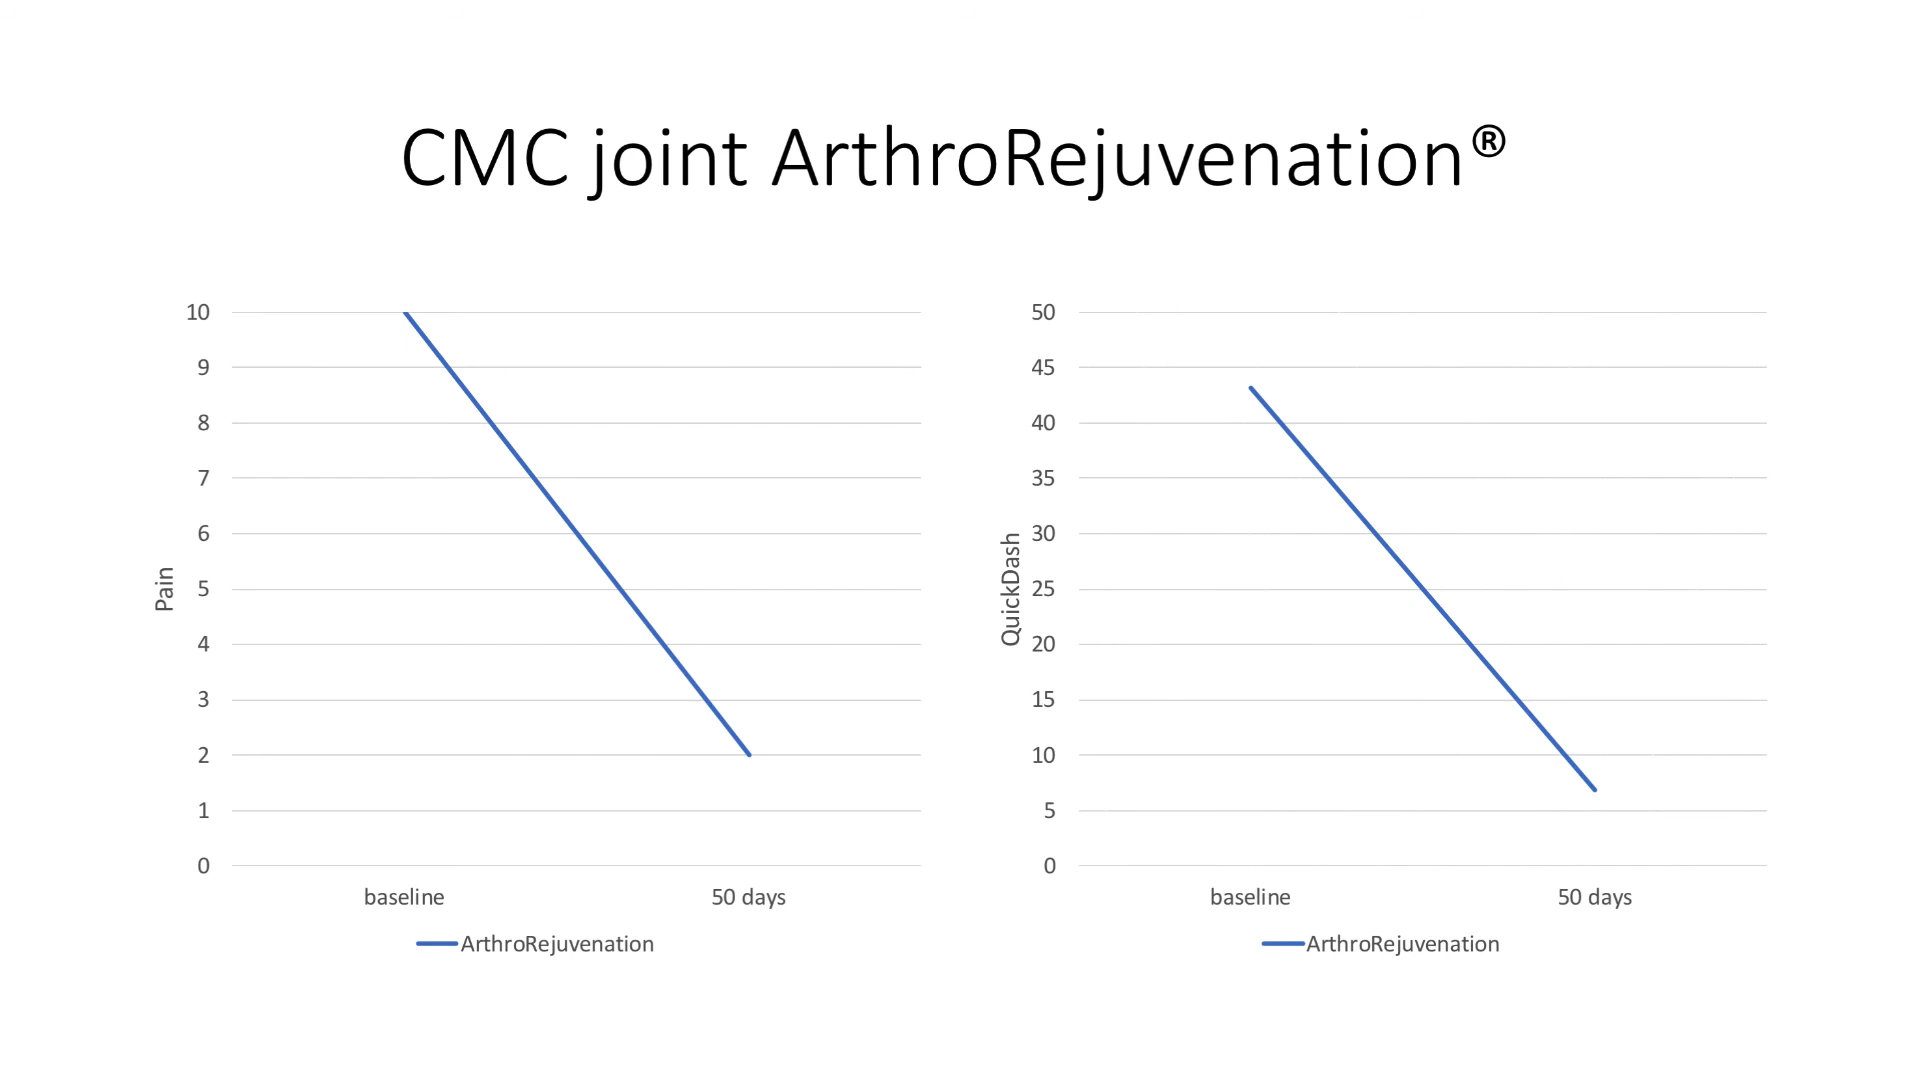 CMC joint ArthroRejuvenation®
10
9
8
7
6
5
4
3
2
1
0
Pain
baseline
50 days
ArthroRejuvenation
50
45
40
35
30
25
20
15
10
5
0
QuickDash
baseline
50 days
ArthroRejuvenation